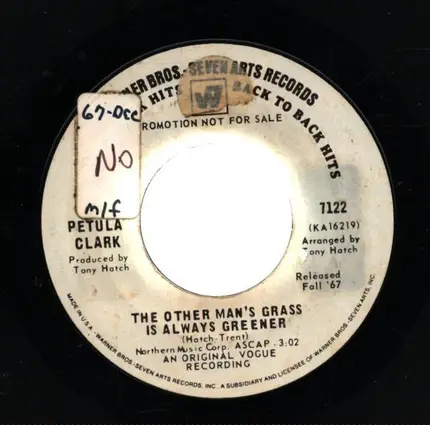 WARNER BROS.-SEVEN ARTS RECORDS
BACK HITS BACK TO BACK HITS
PROMOTION NOT FOR SALE
67-Dec
NO
m/f
PETULA
CLARK
Produced by
Tony Hatch
7122
(KA16219)
Arranged by
Tony Hatch
Released
Fall '67
THE OTHER MAN'S GRASS
IS ALWAYS GREENER
(Hatch-Trent)
Northern Music Corp. ASCAP - 3:02
AN ORIGINAL VOGUE
RECORDING
MADE IN U.S.A. • WARNER BROS.-SEVEN ARTS RECORDS, INC., A SUBSIDIARY AND LICENSEE OF WARNER BROS.-SEVEN ARTS, INC.